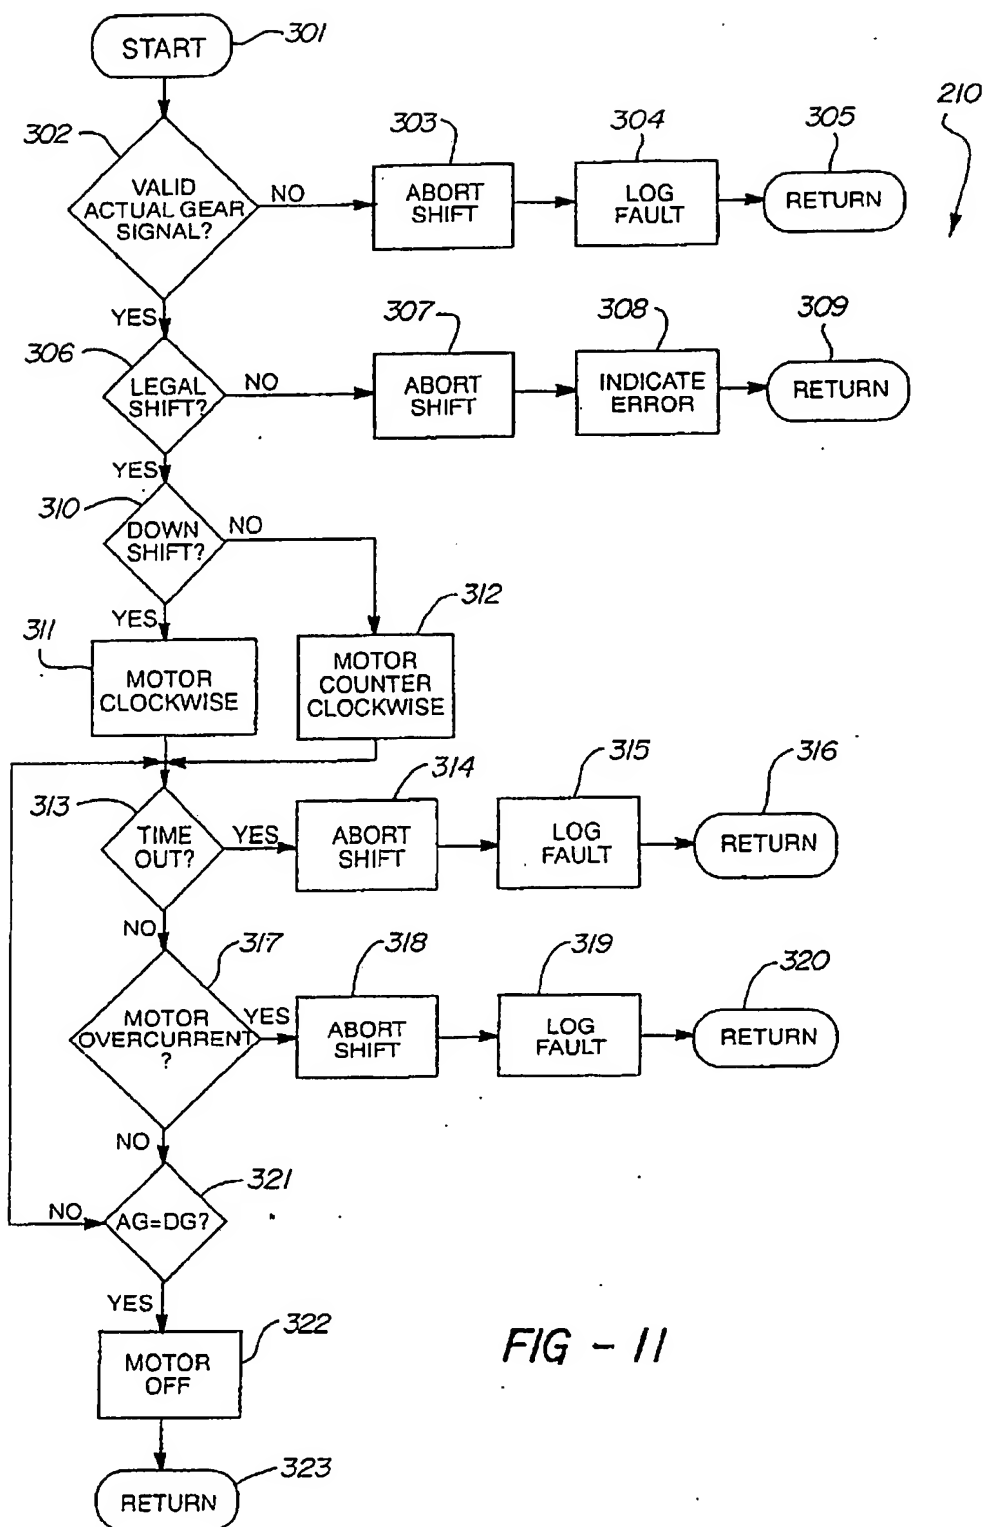 START
301
210
302
VALID
ACTUAL GEAR
SIGNAL?
NO
303
ABORT
SHIFT
304
LOG
FAULT
305
RETURN
YES
306
LEGAL
SHIFT?
NO
307
ABORT
SHIFT
308
INDICATE
ERROR
309
RETURN
YES
310
DOWN
SHIFT?
NO
YES
311
MOTOR
CLOCKWISE
312
MOTOR
COUNTER
CLOCKWISE
313
TIME
OUT?
YES
314
ABORT
SHIFT
315
LOG
FAULT
316
RETURN
NO
317
MOTOR
OVERCURRENT
?
YES
318
ABORT
SHIFT
319
LOG
FAULT
320
RETURN
NO
321
AG=DG?
NO
YES
322
MOTOR
OFF
323
RETURN
FIG - 11